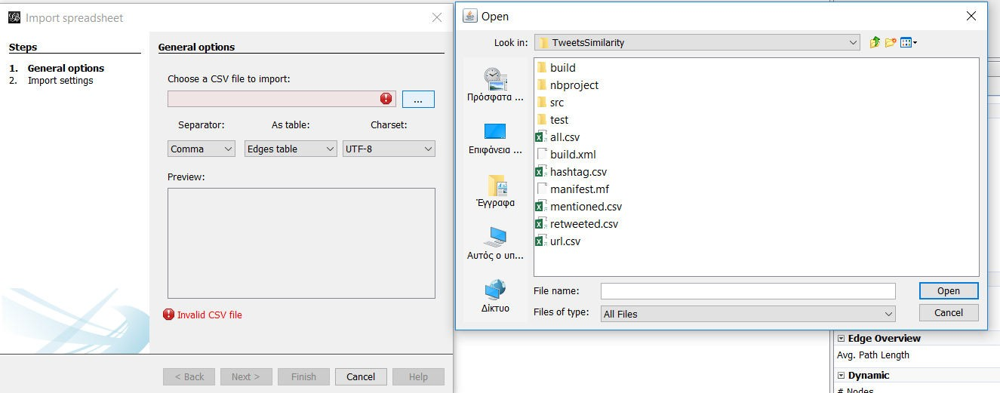 Import spreadsheet
Steps
1. General options
2. Import settings
General options
Choose a CSV file to import:
...
Separator: As table: Charset:
Comma Edges table UTF-8
Preview:
Invalid CSV file
< Back Next > Finish Cancel Help
Open
Look in: TweetsSimilarity
Πρόσφατα ...
Επιφάνεια ...
Έγγραφα
Αυτός ο υπ...
Δίκτυο
build
nbproject
src
test
all.csv
build.xml
hashtag.csv
manifest.mf
mentioned.csv
retweeted.csv
url.csv
File name: Open
Files of type: All Files Cancel
Edge Overview
Avg. Path Length
Dynamic
# Nodes